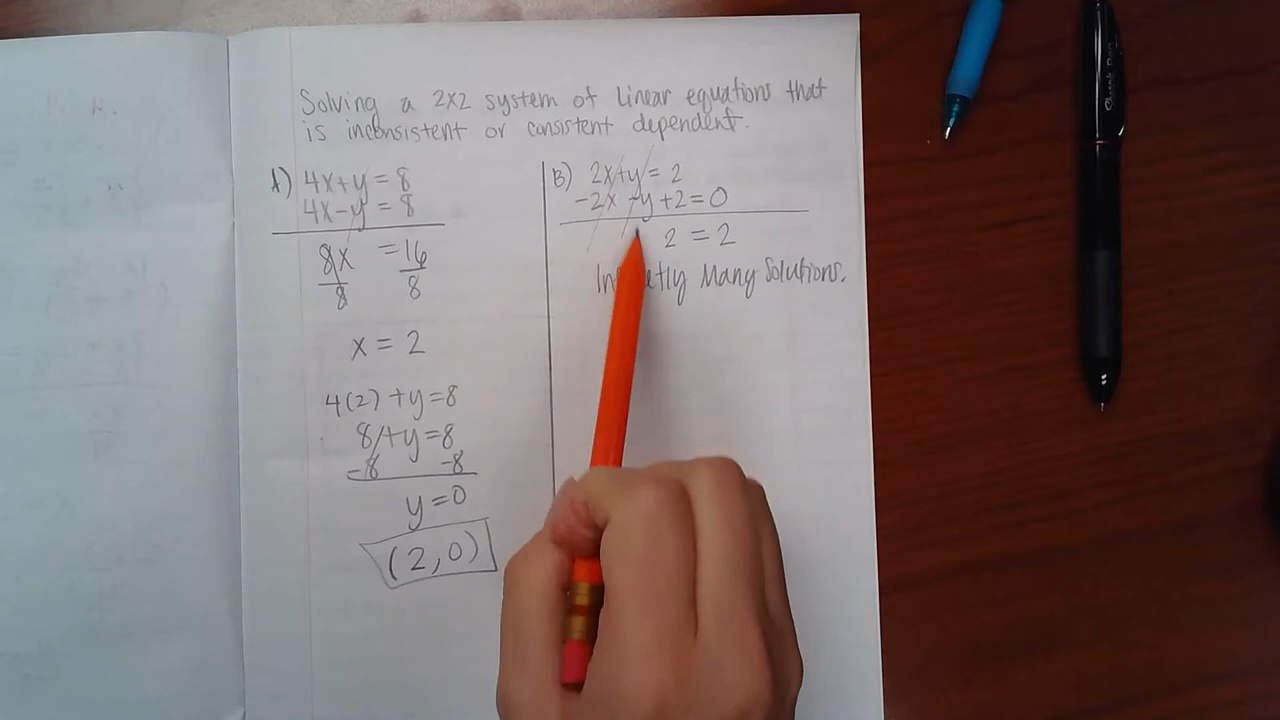 Solving a 2x2 system of linear equations that
is inconsistent or consistent dependent.
A) 4x+y=8
4x-y=8
8x =16
8 8
x=2
4(2)+y=8
8+y=8
-8 -8
y=0
(2,0)
B) 2x+y=2
-2x-y+2=0
2=2
Many Solutions.